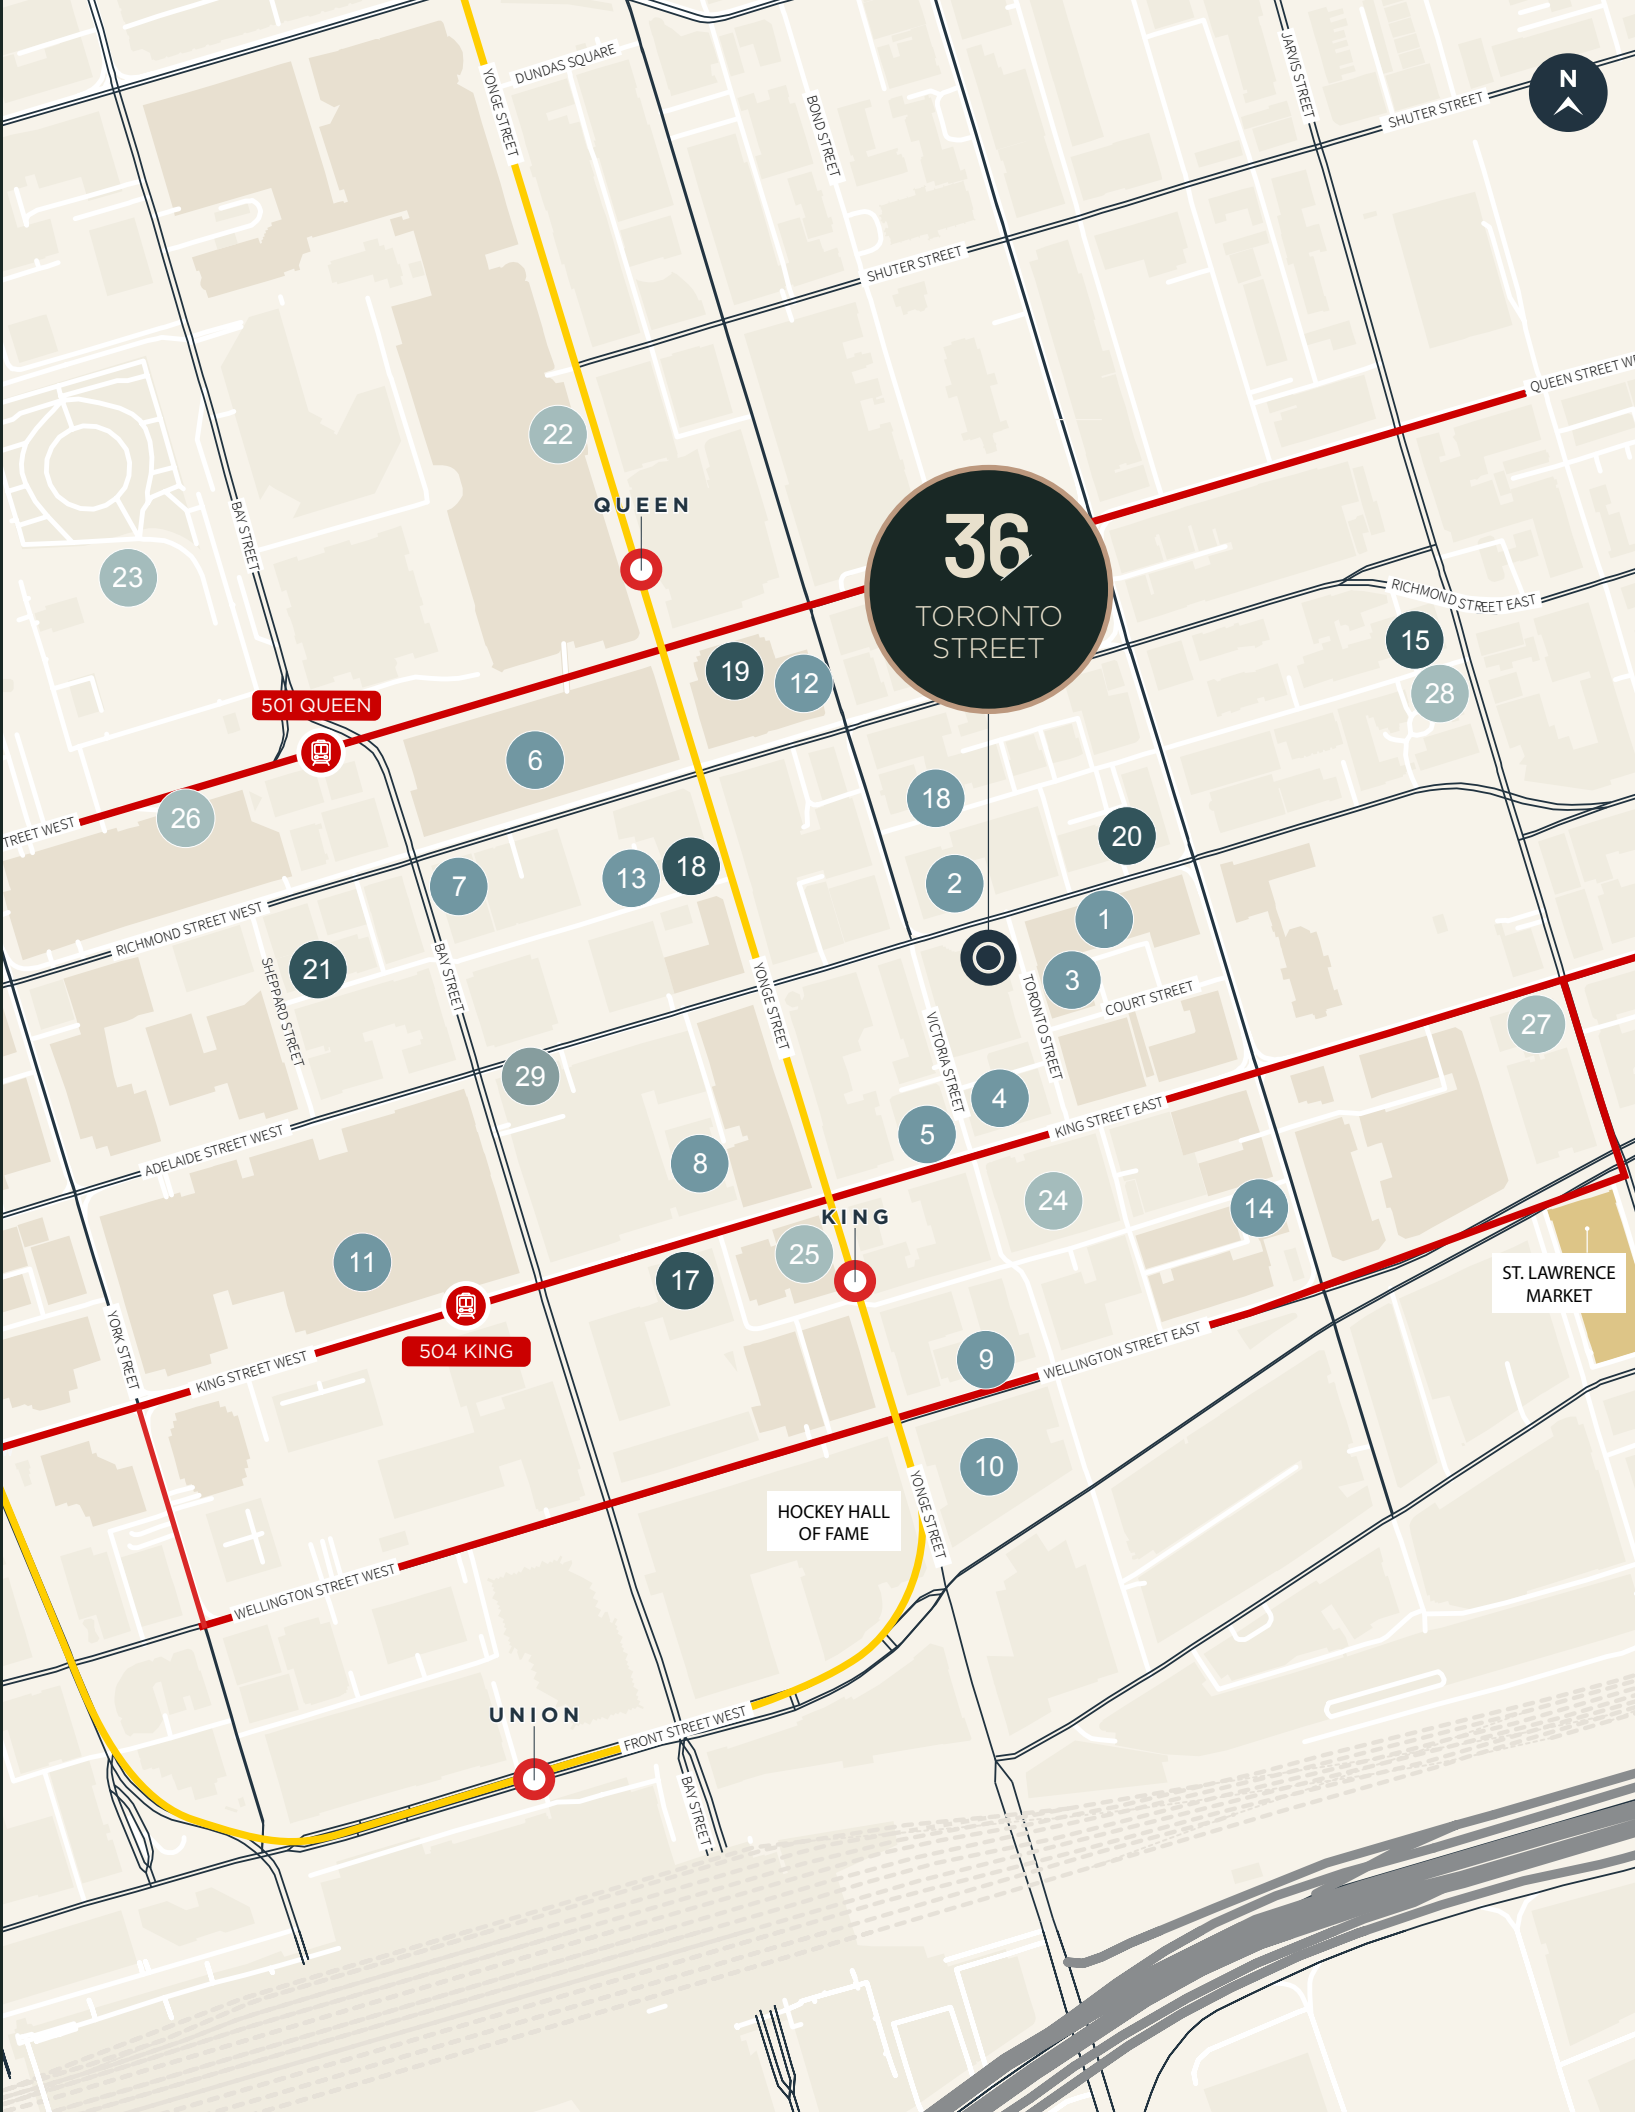 DUNDAS SQUARE
YONGE STREET
BOND STREET
JARVIS STREET
SHUTER STREET
N
SHUTER STREET
QUEEN STREET WE
22
QUEEN
BAY STREET
23
36
TORONTO
STREET
RICHMOND STREET EAST
15
28
19
12
501 QUEEN
6
26
TREET WEST
18
20
7
13
18
2
1
RICHMOND STREET WEST
21
SHEPPARD STREET
BAY STREET
YONGE STREET
3
TORONTO STREET
COURT STREET
27
VICTORIA STREET
29
4
5
KING STREET EAST
ADELAIDE STREET WEST
8
24
14
KING
25
11
17
ST. LAWRENCE
MARKET
YORK STREET
504 KING
KING STREET WEST
9
WELLINGTON STREET EAST
10
HOCKEY HALL
OF FAME
YONGE STREET
WELLINGTON STREET WEST
UNION
FRONT STREET WEST
BAY STREET